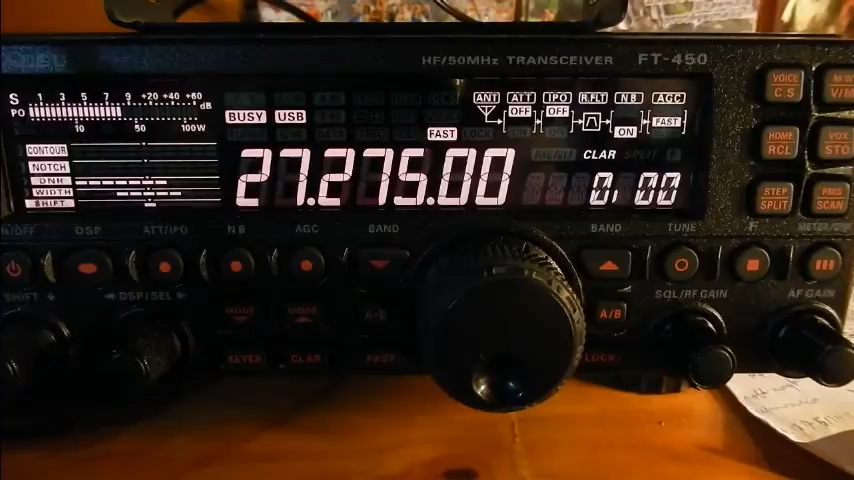 HF/50MHz TRANSCEIVER FT-450
S 1 3 5 7 9 +20 +40 +60 dB
PO 10 50 100W
BUSY USB
FAST
ANT ATT IPO R.FLT NB AGC
OFF OFF ON FAST
CONTOUR
NOTCH
DNR
WIDTH
SHIFT
27.275.00
CLAR
0.00
VOICE C.S
V/M
HOME RCL
VOX STO
STEP SPLIT
PMS SCAN
DSP ATT/IPO NB AGC BAND BAND TUNE F
SHIFT DSP/SEL MODE MODE A=B A/B SQL/RF GAIN AF GAIN
KEYER CLAR FAST LOCK